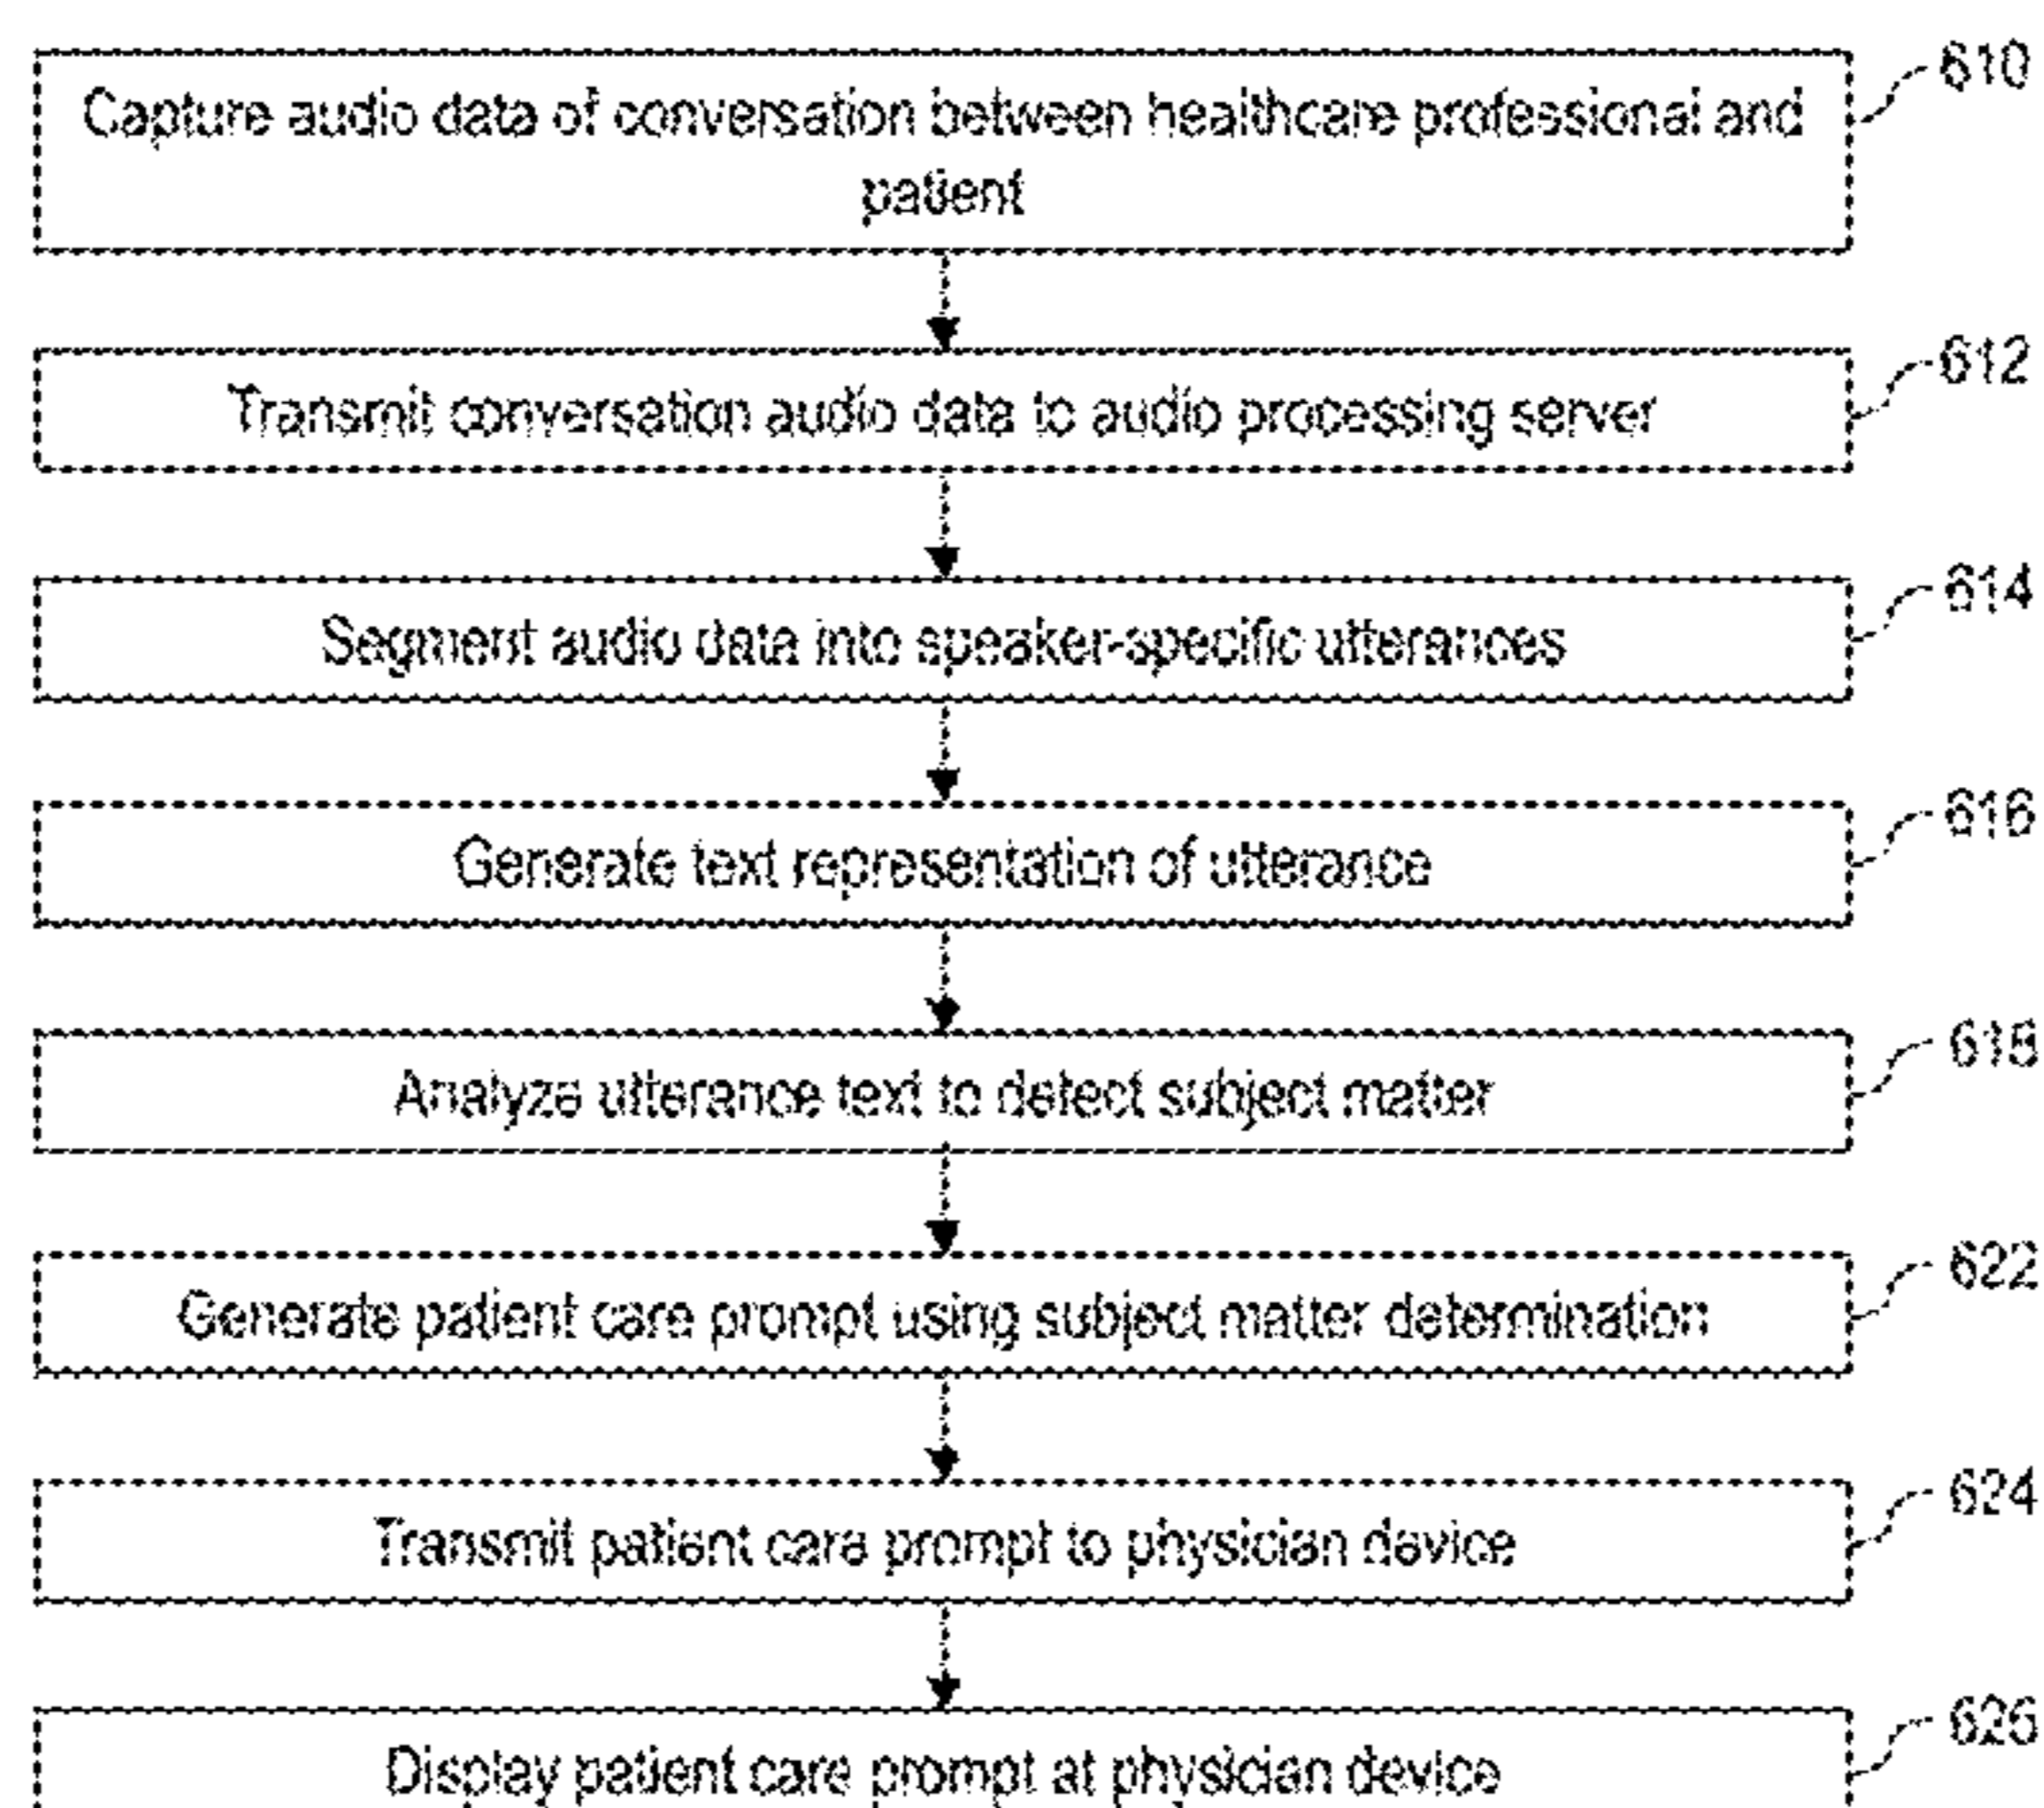 Capture audio data of conversation between healthcare professional and
patient
610
Transmit conversation audio data to audio processing server
612
Segment audio data into speaker-specific utterances
614
Generate text representation of utterance
616
Analyze utterance text to detect subject matter
618
Generate patient care prompt using subject matter determination
622
Transmit patient care prompt to physician device
624
Display patient care prompt at physician device
626